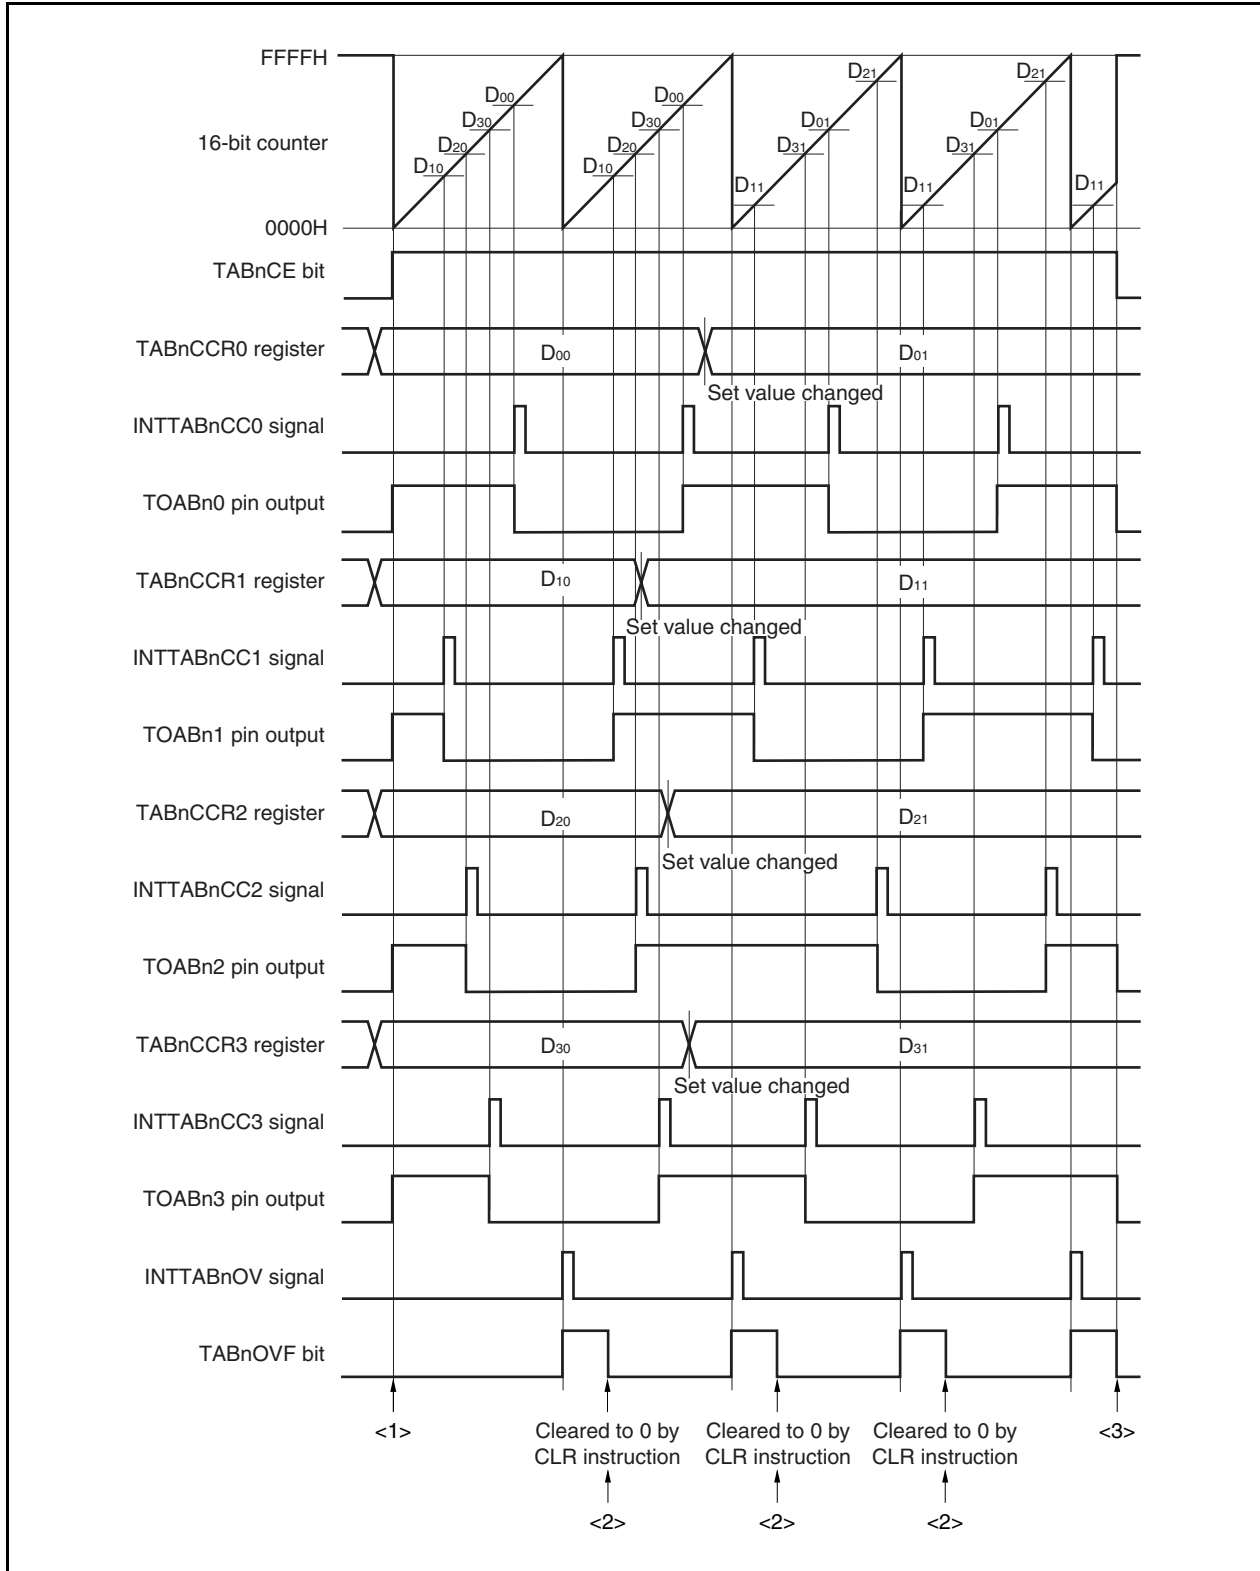 FFFFH
D00 D00 D21 D21
D30 D30 D01 D01
16-bit counter
D20 D20 D31 D31
D10 D10 D11 D11 D11
0000H
TABnCE bit
TABnCCR0 register
D00 D01
Set value changed
INTTABnCC0 signal
TOABn0 pin output
TABnCCR1 register
D10 D11
Set value changed
INTTABnCC1 signal
TOABn1 pin output
TABnCCR2 register
D20 D21
Set value changed
INTTABnCC2 signal
TOABn2 pin output
TABnCCR3 register
D30 D31
Set value changed
INTTABnCC3 signal
TOABn3 pin output
INTTABnOV signal
TABnOVF bit
<1>
Cleared to 0 by
CLR instruction
<2>
Cleared to 0 by
CLR instruction
<2>
Cleared to 0 by
CLR instruction
<2>
<3>